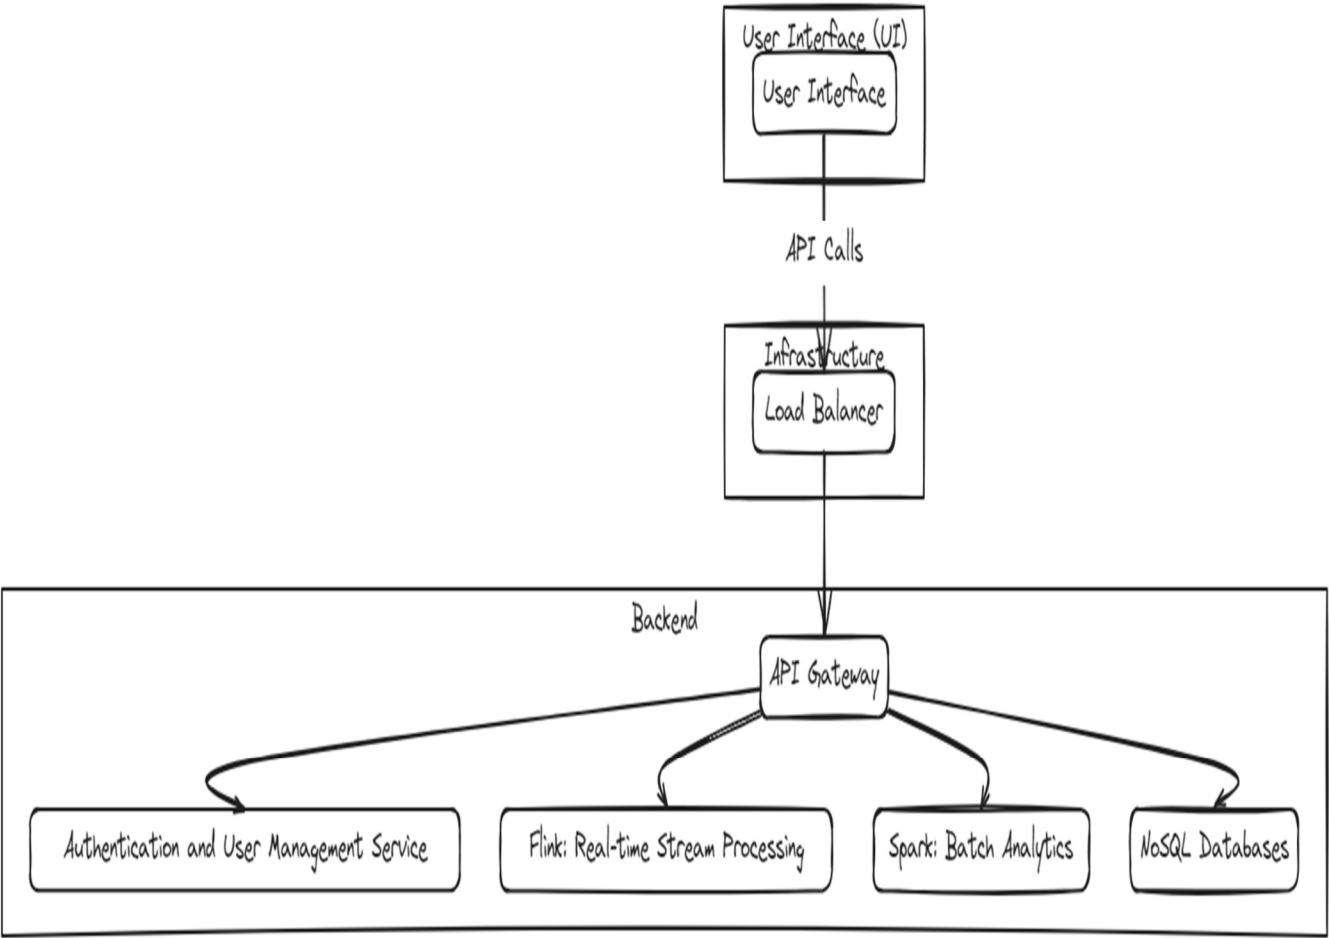 User Interface (UI)
User Interface
API Calls
Infrastructure
Load Balancer
Backend
API Gateway
Authentication and User Management Service
Flink: Real-time Stream Processing
Spark: Batch Analytics
NoSQL Databases